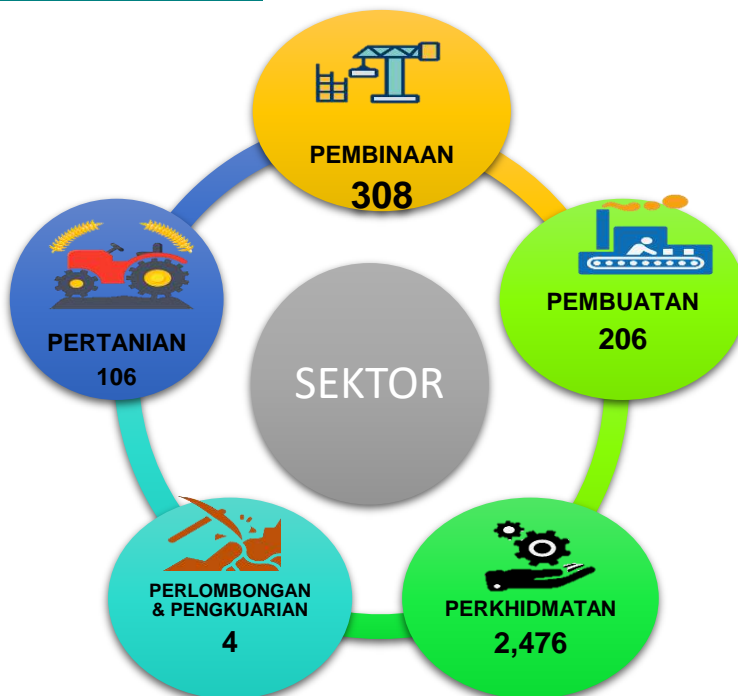 PEMBINAAN
308
PEMBUATAN
206
PERTANIAN
106
SEKTOR
PERLOMBONGAN
& PENGKUARIAN
4
PERKHIDMATAN
2,476